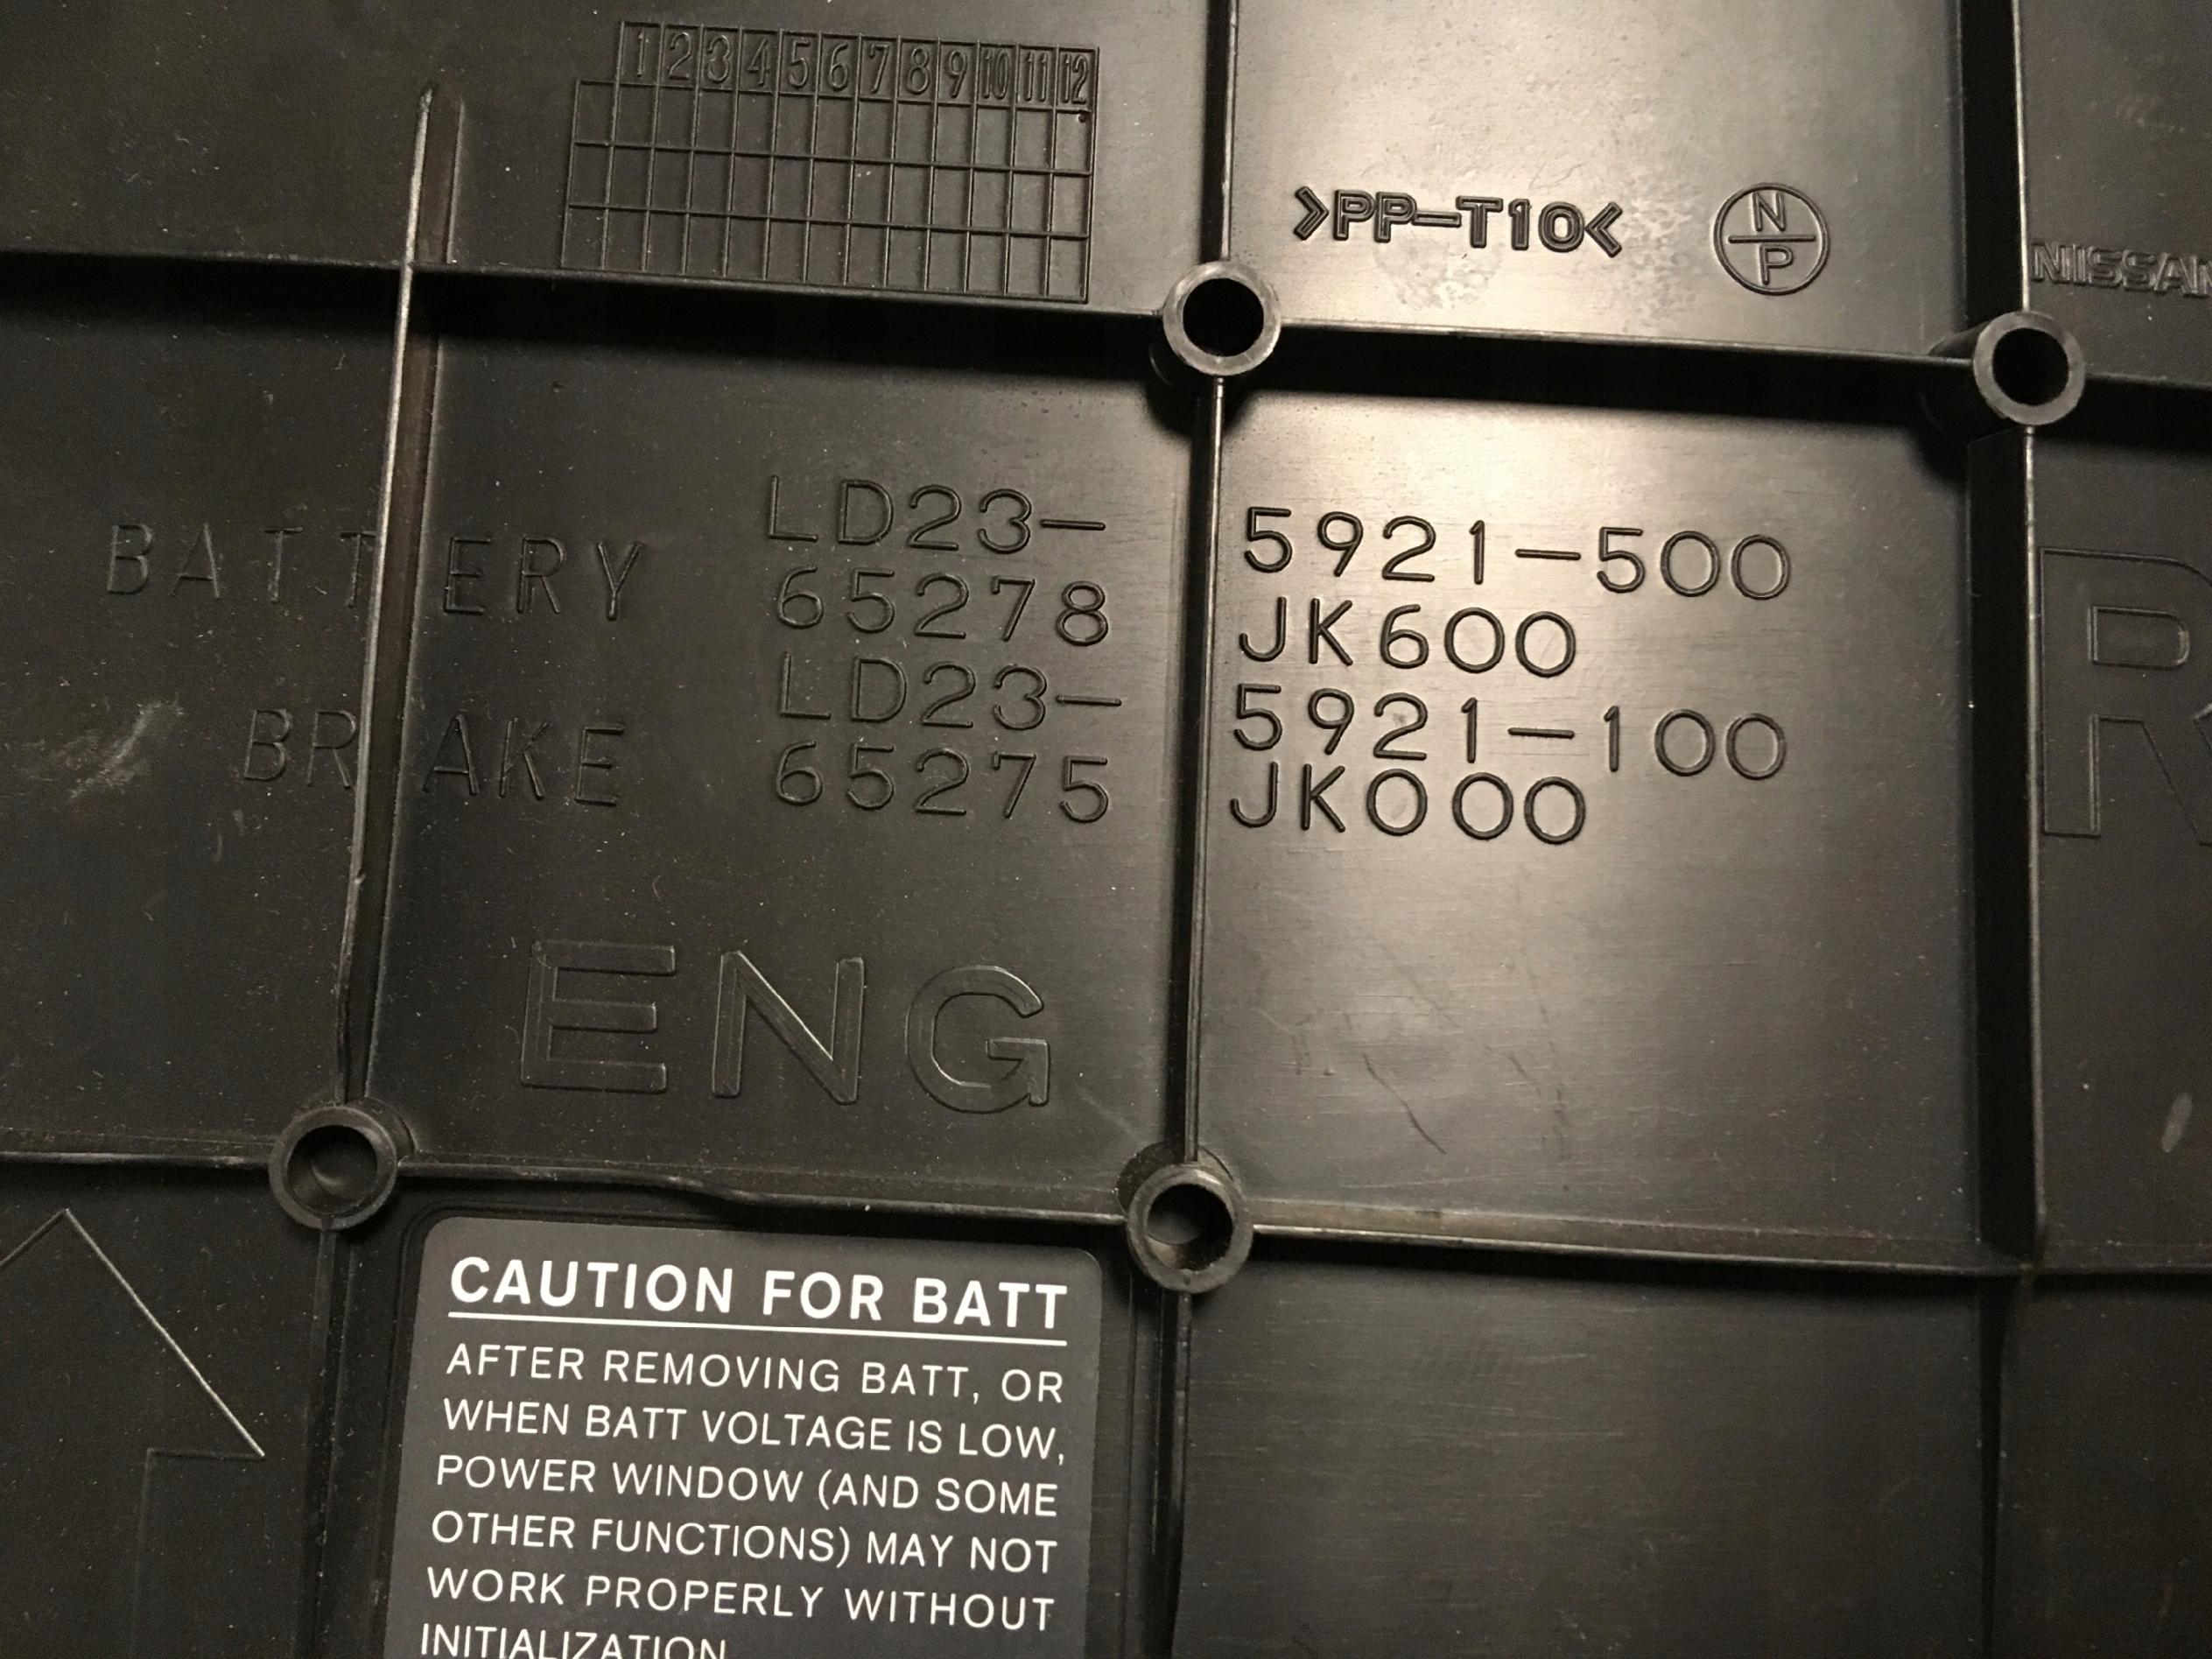 1 2 3 4 5 6 7 8 9 10 11 12
>PP-T10<
N
P
NISSAN
BATTERY LD23- 5921-500
65278 JK600
BRAKE LD23- 5921-100
65275 JK000
R
ENG
CAUTION FOR BATT
AFTER REMOVING BATT, OR
WHEN BATT VOLTAGE IS LOW,
POWER WINDOW (AND SOME
OTHER FUNCTIONS) MAY NOT
WORK PROPERLY WITHOUT
INITIALIZATION